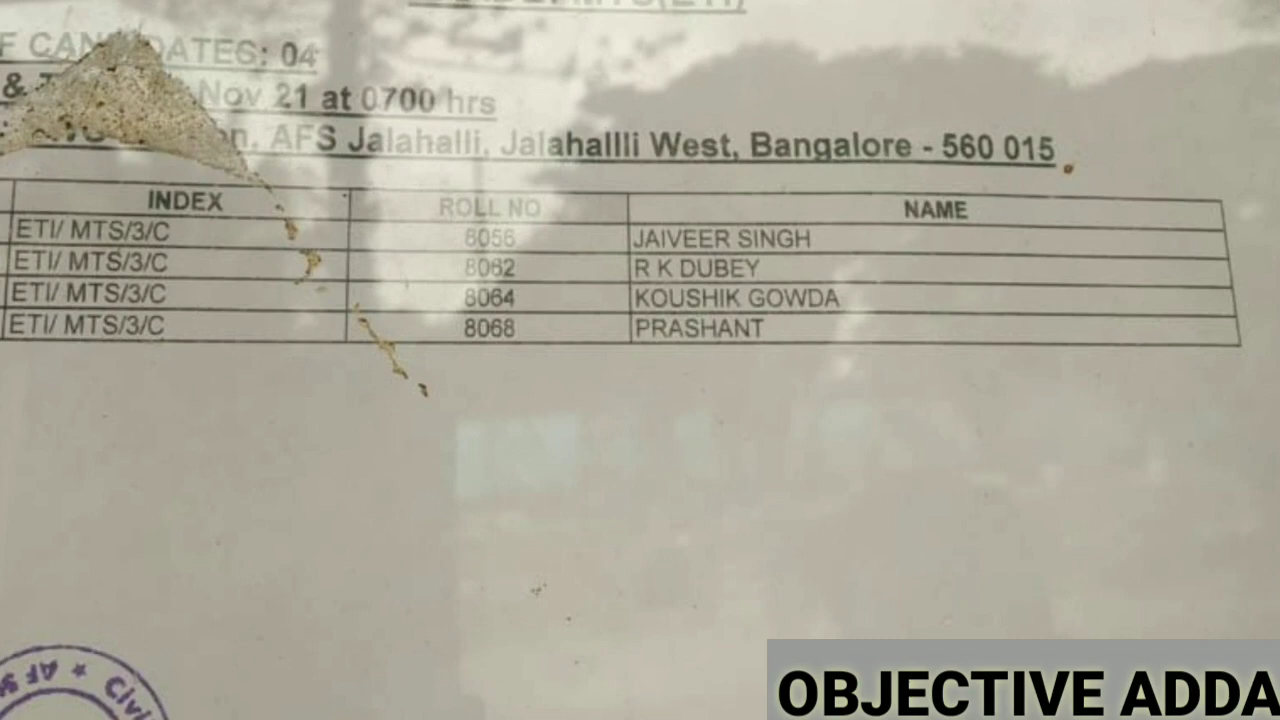 F CANDIDATES: 04
& Nov 21 at 0700 hrs
AFS Jalahalli, Jalahallli West, Bangalore - 560 015
INDEX ROLL NO NAME
ETI/ MTS/3/C 8056 JAIVEER SINGH
ETI/ MTS/3/C 8062 R K DUBEY
ETI/ MTS/3/C 8064 KOUSHIK GOWDA
ETI/ MTS/3/C 8068 PRASHANT
AF ★ Civi
OBJECTIVE ADDA